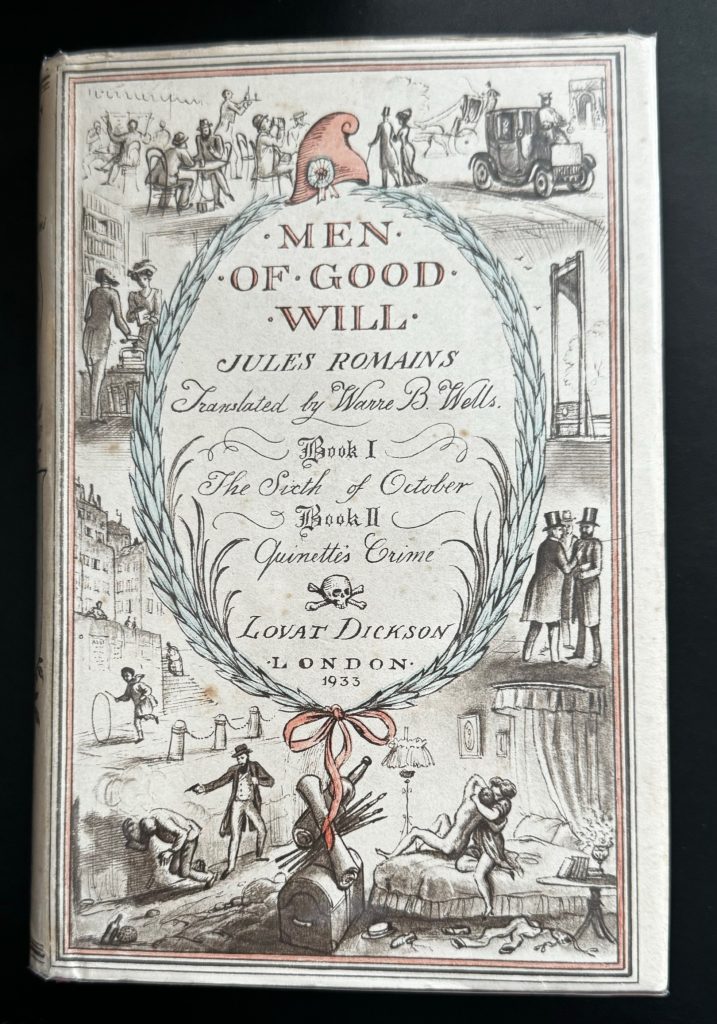 ·MEN·
·OF·GOOD·
·WILL·
JULES ROMAINS
Translated by Warre B. Wells.
Book I
The Sixth of October
Book II
Quinette's Crime
LOVAT DICKSON
·LONDON·
1933